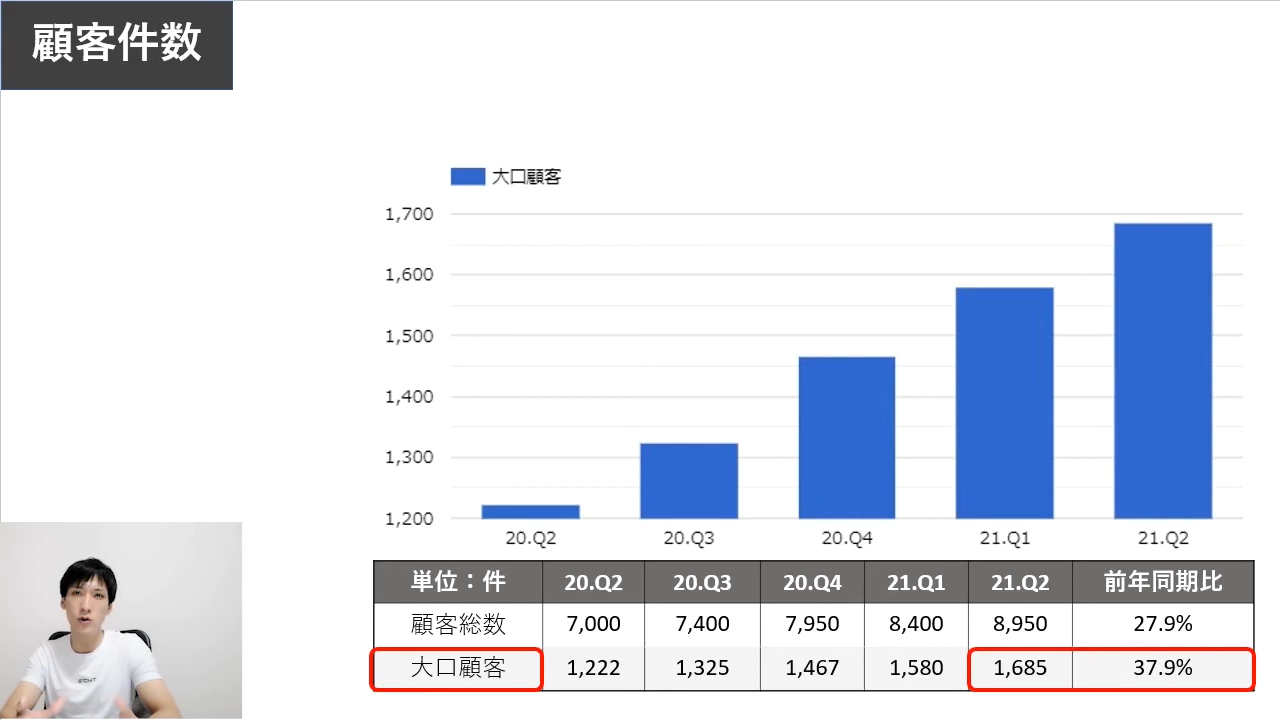 顧客件数
大口顧客
1,700
1,600
1,500
1,400
1,300
1,200
20.Q2 20.Q3 20.Q4 21.Q1 21.Q2
単位：件 20.Q2 20.Q3 20.Q4 21.Q1 21.Q2 前年同期比
顧客総数 7,000 7,400 7,950 8,400 8,950 27.9%
大口顧客 1,222 1,325 1,467 1,580 1,685 37.9%